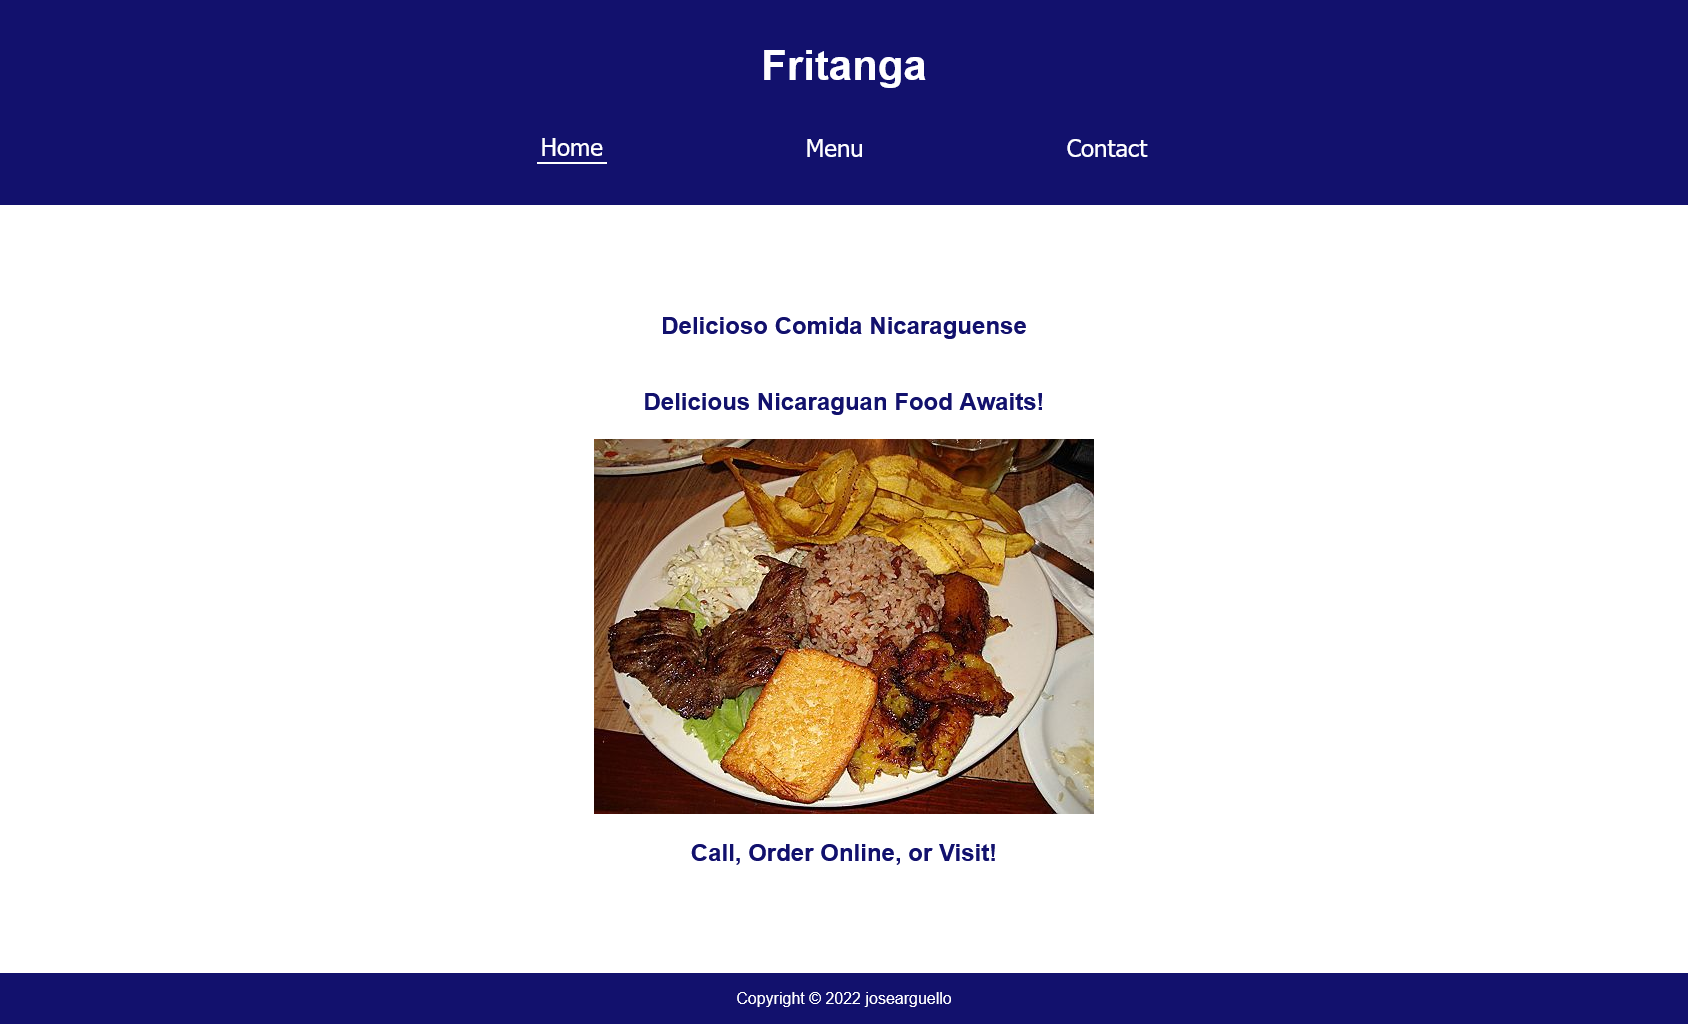 Fritanga
Home Menu Contact
Delicioso Comida Nicaraguense
Delicious Nicaraguan Food Awaits!
Call, Order Online, or Visit!
Copyright © 2022 josearguello